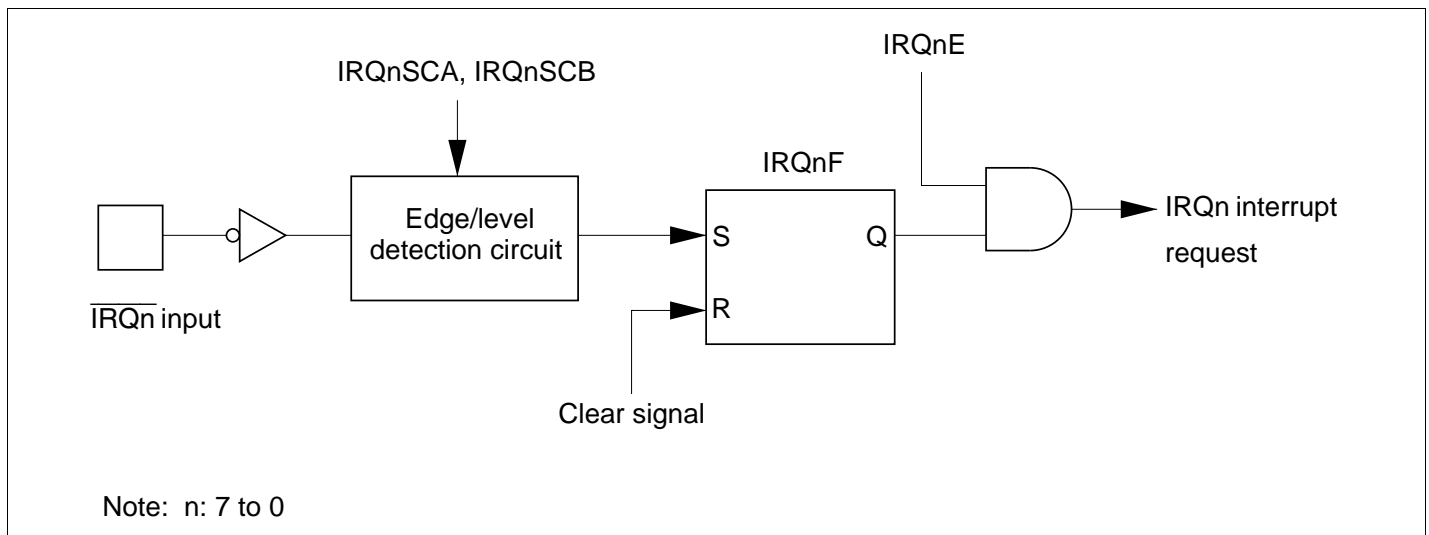 IRQnE
IRQnSCA, IRQnSCB
IRQnF
Edge/level
detection circuit
S
Q
R
IRQn interrupt
request
IRQn input
Clear signal
Note: n: 7 to 0